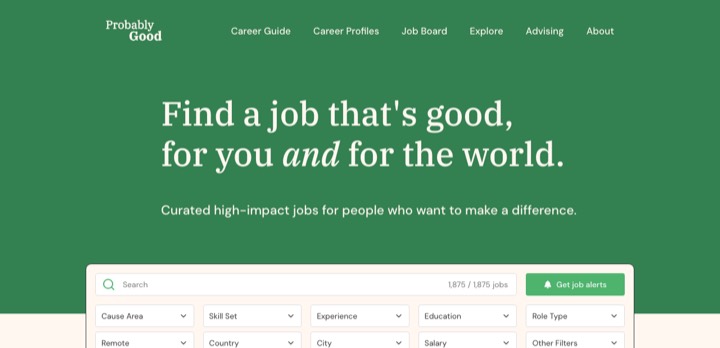 Probably
Good
Career Guide
Career Profiles
Job Board
Explore
Advising
About
Find a job that's good,
for you and for the world.
Curated high-impact jobs for people who want to make a difference.
Search
1,875 / 1,875 jobs
Get job alerts
Cause Area
Skill Set
Experience
Education
Role Type
Remote
Country
City
Salary
Other Filters